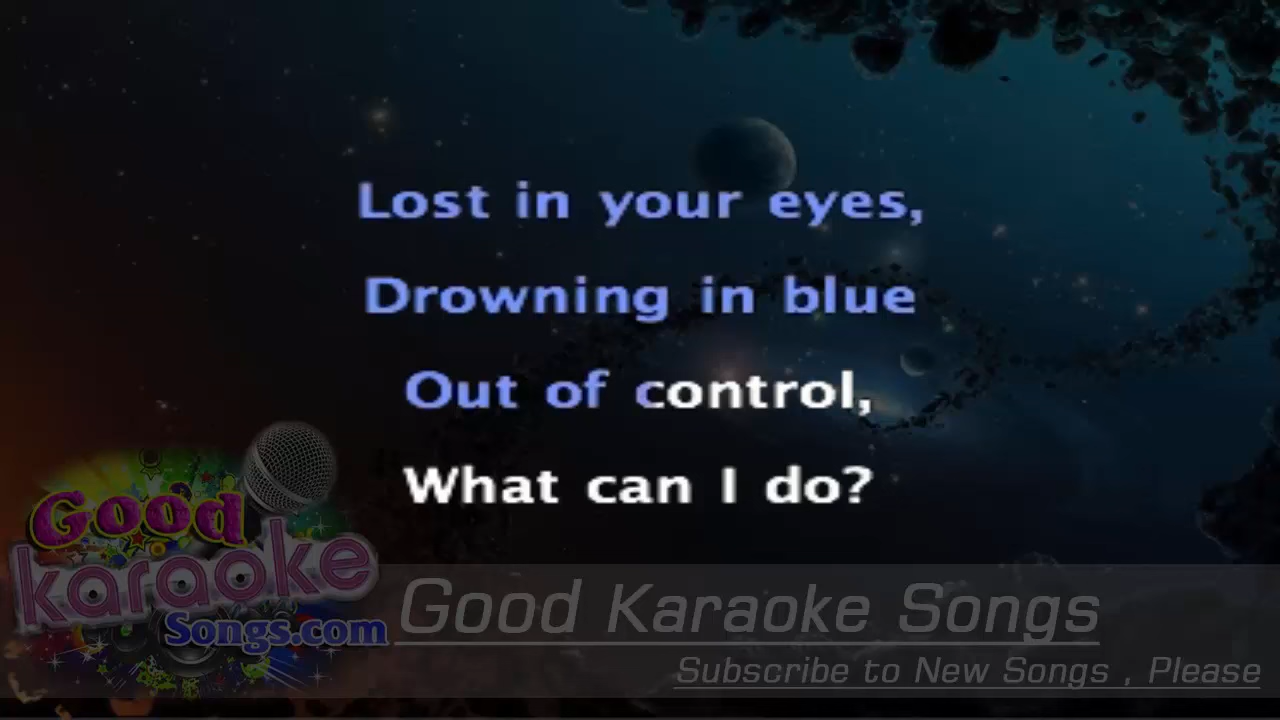 Lost in your eyes,
Drowning in blue
Out of control,
What can I do?
Good
karaoke
Songs.com
Good Karaoke Songs
Subscribe to New Songs , Please